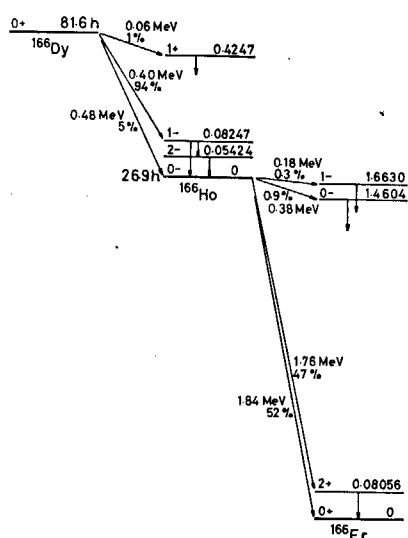 0+ 81.6 h
166Dy
0.06 MeV
1%
1+ 0.4247
0.40 MeV
94%
0.48 MeV
5%
1- 0.08247
2- 0.05424
0- 0
26.9h
166Ho
0.18 MeV
0.3%
1- 1.6630
0.9%
0- 1.4604
0.38 MeV
1.76 MeV
47%
1.84 MeV
52%
2+ 0.08056
0+ 0
166Er